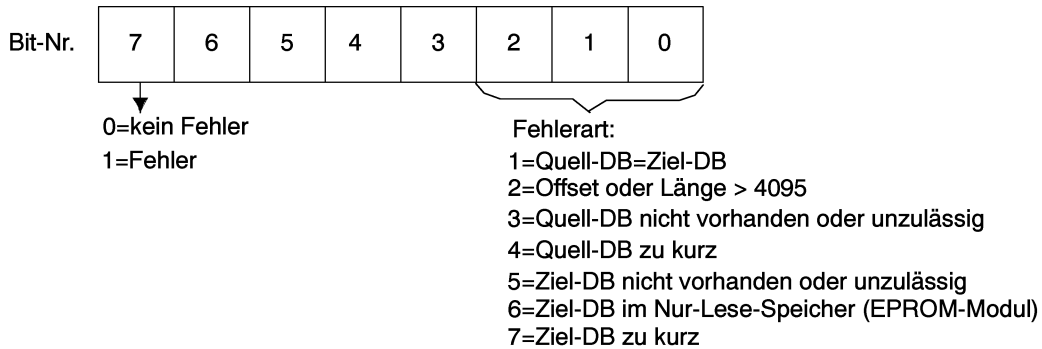 Bit-Nr. 7 6 5 4 3 2 1 0
0=kein Fehler
1=Fehler
Fehlerart:
1=Quell-DB=Ziel-DB
2=Offset oder Länge > 4095
3=Quell-DB nicht vorhanden oder unzulässig
4=Quell-DB zu kurz
5=Ziel-DB nicht vorhanden oder unzulässig
6=Ziel-DB im Nur-Lese-Speicher (EPROM-Modul)
7=Ziel-DB zu kurz